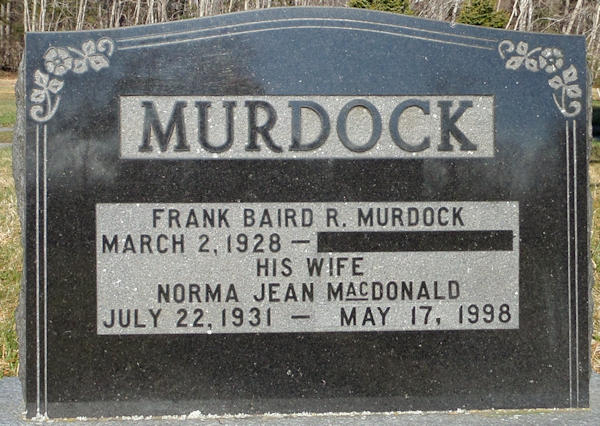 MURDOCK
FRANK BAIRD R. MURDOCK
MARCH 2, 1928 —
HIS WIFE
NORMA JEAN MACDONALD
JULY 22, 1931 — MAY 17, 1998